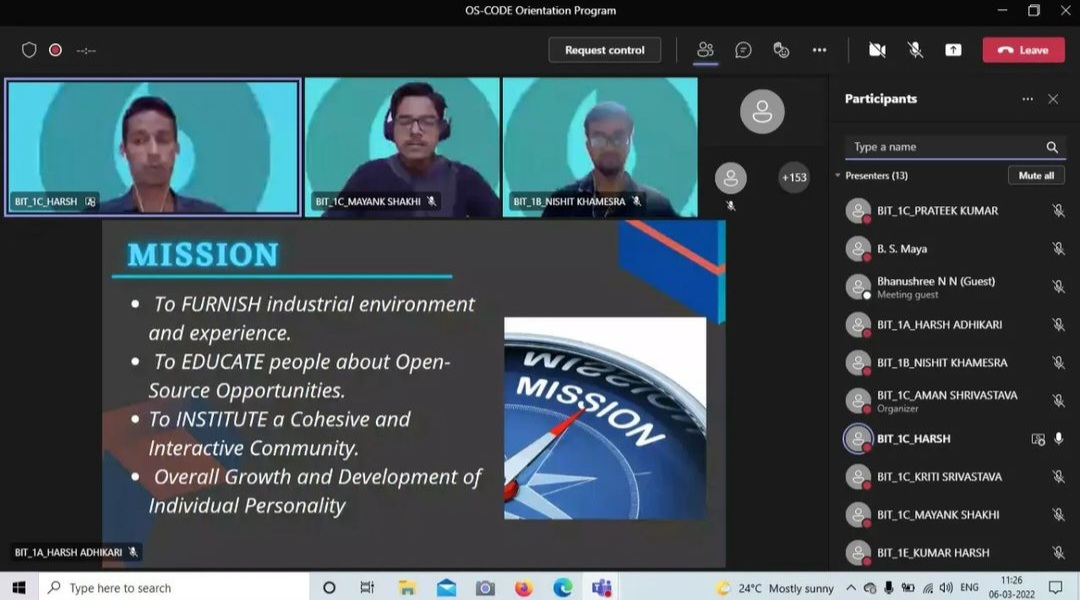 OS-CODE Orientation Program
--:--
Request control
Leave
BIT_1C_HARSH
BIT_1C_MAYANK SHAKHI
BIT_1B_NISHIT KHAMESRA
+153
MISSION
To FURNISH industrial environment
and experience.
To EDUCATE people about Open-
Source Opportunities.
To INSTITUTE a Cohesive and
Interactive Community.
Overall Growth and Development of
Individual Personality
MISSION
MISSION
BIT_1A_HARSH ADHIKARI
Participants
Type a name
Presenters (13)
Mute all
BIT_1C_PRATEEK KUMAR
B. S. Maya
Bhanushree N N (Guest)
Meeting guest
BIT_1A_HARSH ADHIKARI
BIT_1B_NISHIT KHAMESRA
BIT_1C_AMAN SHRIVASTAVA
Organizer
BIT_1C_HARSH
BIT_1C_KRITI SRIVASTAVA
BIT_1C_MAYANK SHAKHI
BIT_1E_KUMAR HARSH
Type here to search
24°C Mostly sunny
ENG
11:26
06-03-2022